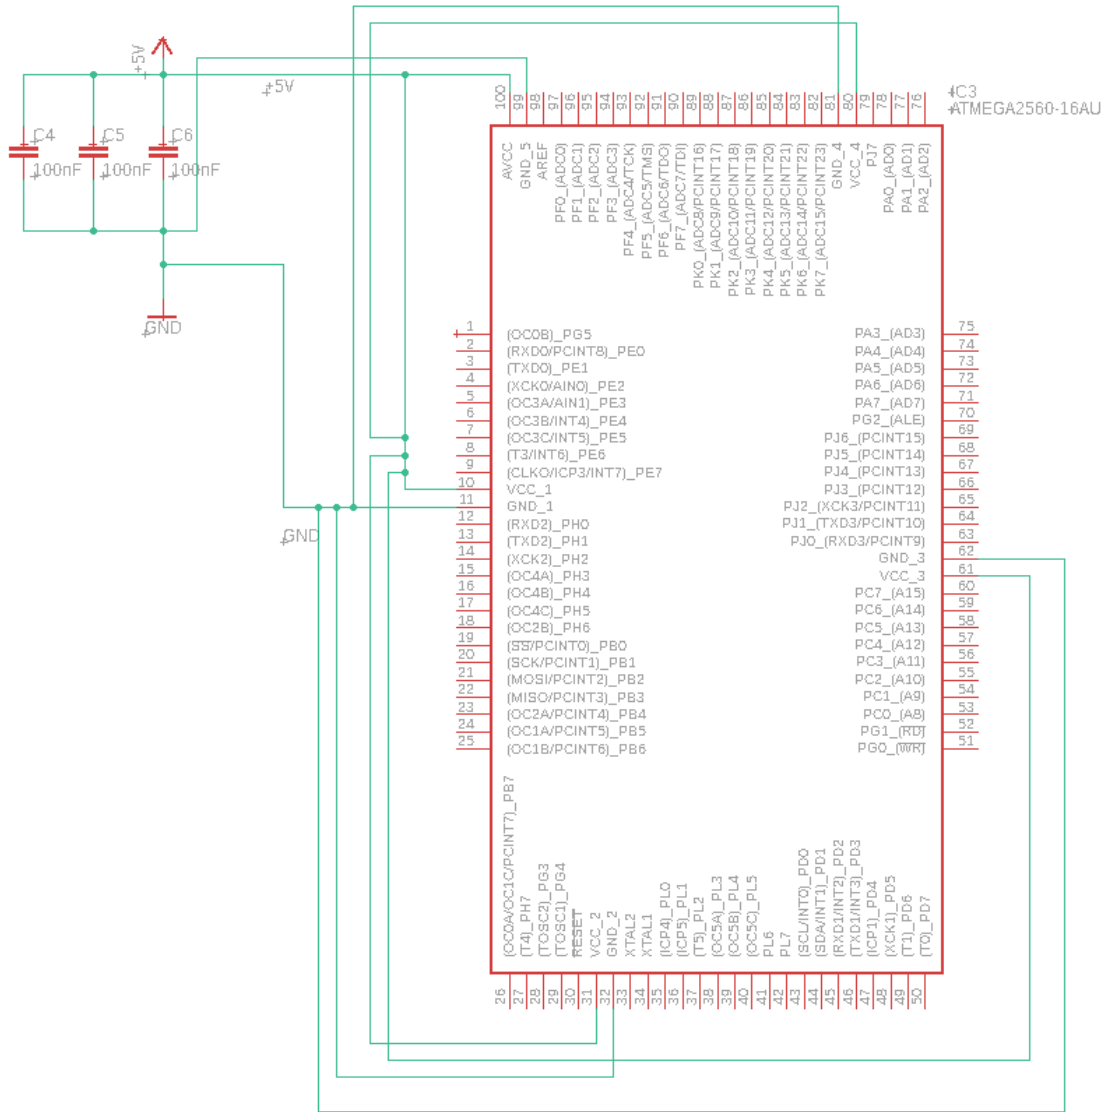 +5V
+5V
C4
C5
C6
100nF
100nF
100nF
GND
GND
IC3
ATMEGA2560-16AU
100
99
98
97
96
95
94
93
92
91
90
89
88
87
86
85
84
83
82
81
80
79
78
77
76
AVCC
GND_5
AREF
PF0_(ADC0)
PF1_(ADC1)
PF2_(ADC2)
PF3_(ADC3)
PF4_(ADC4/TCK)
PF5_(ADC5/TMS)
PF6_(ADC6/TDO)
PF7_(ADC7/TDI)
PK0_(ADC8/PCINT16)
PK1_(ADC9/PCINT17)
PK2_(ADC10/PCINT18)
PK3_(ADC11/PCINT19)
PK4_(ADC12/PCINT20)
PK5_(ADC13/PCINT21)
PK6_(ADC14/PCINT22)
PK7_(ADC15/PCINT23)
GND_4
VCC_4
PJ7
PA0_(AD0)
PA1_(AD1)
PA2_(AD2)
1 (OC0B)_PG5
2 (RXD0/PCINT8)_PE0
3 (TXD0)_PE1
4 (XCK0/AIN0)_PE2
5 (OC3A/AIN1)_PE3
6 (OC3B/INT4)_PE4
7 (OC3C/INT5)_PE5
8 (T3/INT6)_PE6
9 (CLKO/ICP3/INT7)_PE7
10 VCC_1
11 GND_1
12 (RXD2)_PH0
13 (TXD2)_PH1
14 (XCK2)_PH2
15 (OC4A)_PH3
16 (OC4B)_PH4
17 (OC4C)_PH5
18 (OC2B)_PH6
19 (SS/PCINT0)_PB0
20 (SCK/PCINT1)_PB1
21 (MOSI/PCINT2)_PB2
22 (MISO/PCINT3)_PB3
23 (OC2A/PCINT4)_PB4
24 (OC1A/PCINT5)_PB5
25 (OC1B/PCINT6)_PB6
PA3_(AD3) 75
PA4_(AD4) 74
PA5_(AD5) 73
PA6_(AD6) 72
PA7_(AD7) 71
PG2_(ALE) 70
PJ6_(PCINT15) 69
PJ5_(PCINT14) 68
PJ4_(PCINT13) 67
PJ3_(PCINT12) 66
PJ2_(XCK3/PCINT11) 65
PJ1_(TXD3/PCINT10) 64
PJ0_(RXD3/PCINT9) 63
GND_3 62
VCC_3 61
PC7_(A15) 60
PC6_(A14) 59
PC5_(A13) 58
PC4_(A12) 57
PC3_(A11) 56
PC2_(A10) 55
PC1_(A9) 54
PC0_(A8) 53
PG1_(RD) 52
PG0_(WR) 51
(OC0A/OC1C/PCINT7)_PB7
(T4)_PH7
(TOSC2)_PG3
(TOSC1)_PG4
RESET
VCC_2
GND_2
XTAL2
XTAL1
(ICP4)_PL0
(ICP5)_PL1
(T5)_PL2
(OC5A)_PL3
(OC5B)_PL4
(OC5C)_PL5
PL6
PL7
(SCL/INT0)_PD0
(SDA/INT1)_PD1
(RXD1/INT2)_PD2
(TXD1/INT3)_PD3
(ICP1)_PD4
(XCK1)_PD5
(T1)_PD6
(T0)_PD7
26
27
28
29
30
31
32
33
34
35
36
37
38
39
40
41
42
43
44
45
46
47
48
49
50